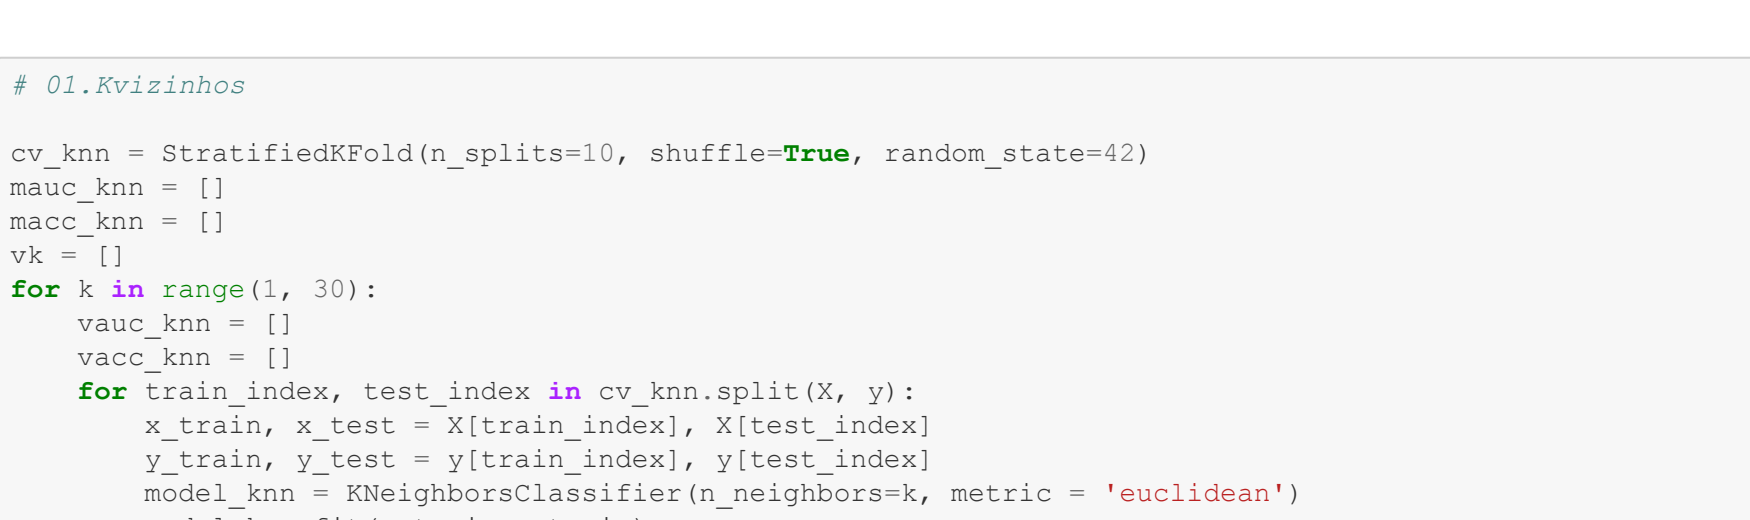 # 01.Kvizinhos
cv_knn = StratifiedKFold(n_splits=10, shuffle=True, random_state=42)
mauc_knn = []
macc_knn = []
vk = []
for k in range(1, 30):
    vauc_knn = []
    vacc_knn = []
    for train_index, test_index in cv_knn.split(X, y):
        x_train, x_test = X[train_index], X[test_index]
        y_train, y_test = y[train_index], y[test_index]
        model_knn = KNeighborsClassifier(n_neighbors=k, metric = 'euclidean')